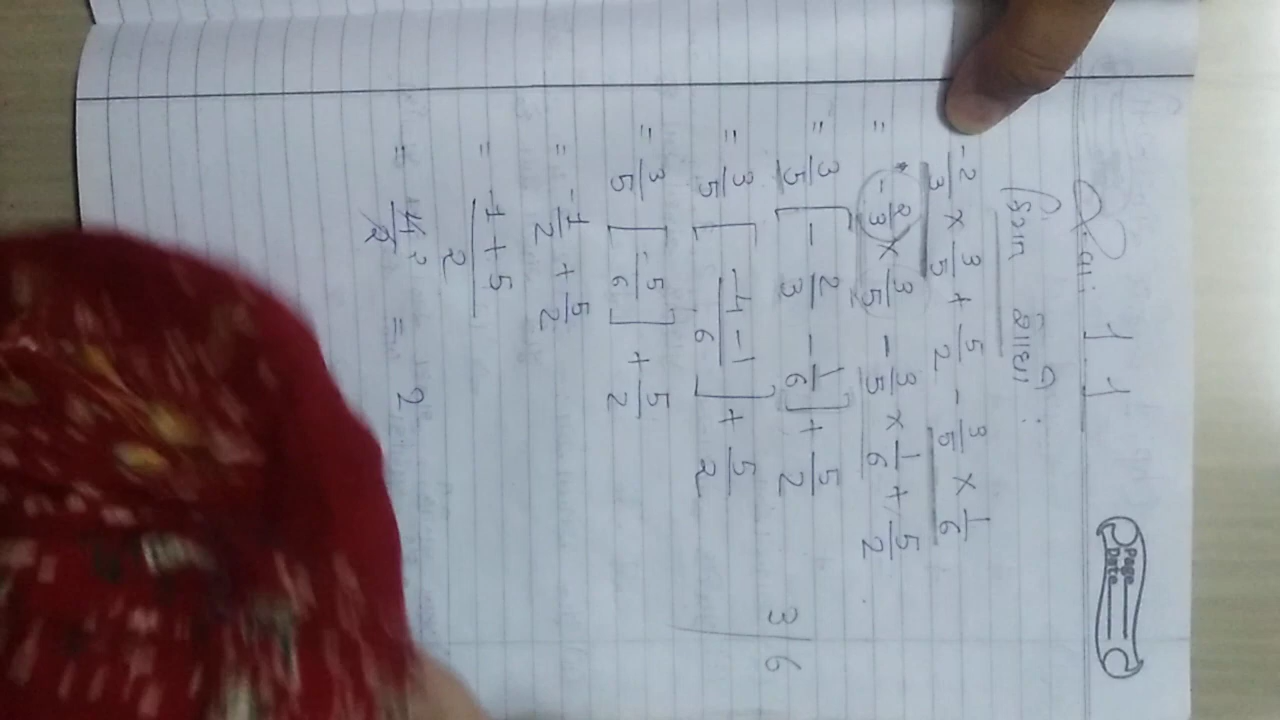 Page
Date
1 1
-2/3 × 3/5 + 5/2 - 3/5 × 1/6
= -2/3 × 3/5 - 3/5 × 1/6 + 5/2
= 3/5 [ - 2/3 - 1/6 ] + 5/2
3 6
= 3/5 [ -4-1/6 ] + 5/2
= 3/5 [ -5/6 ] + 5/2
= -1/2 + 5/2
= -1+5/2
= 4/2 2 = 2